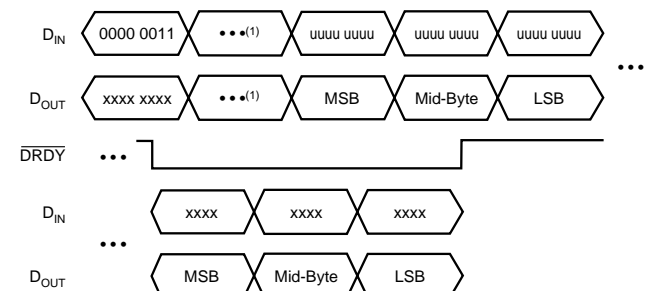 DIN 0000 0011 •••(1) uuuu uuuu uuuu uuuu uuuu uuuu
•••
DOUT xxxx xxxx •••(1) MSB Mid-Byte LSB
DRDY •••
DIN xxxx xxxx xxxx
•••
DOUT MSB Mid-Byte LSB